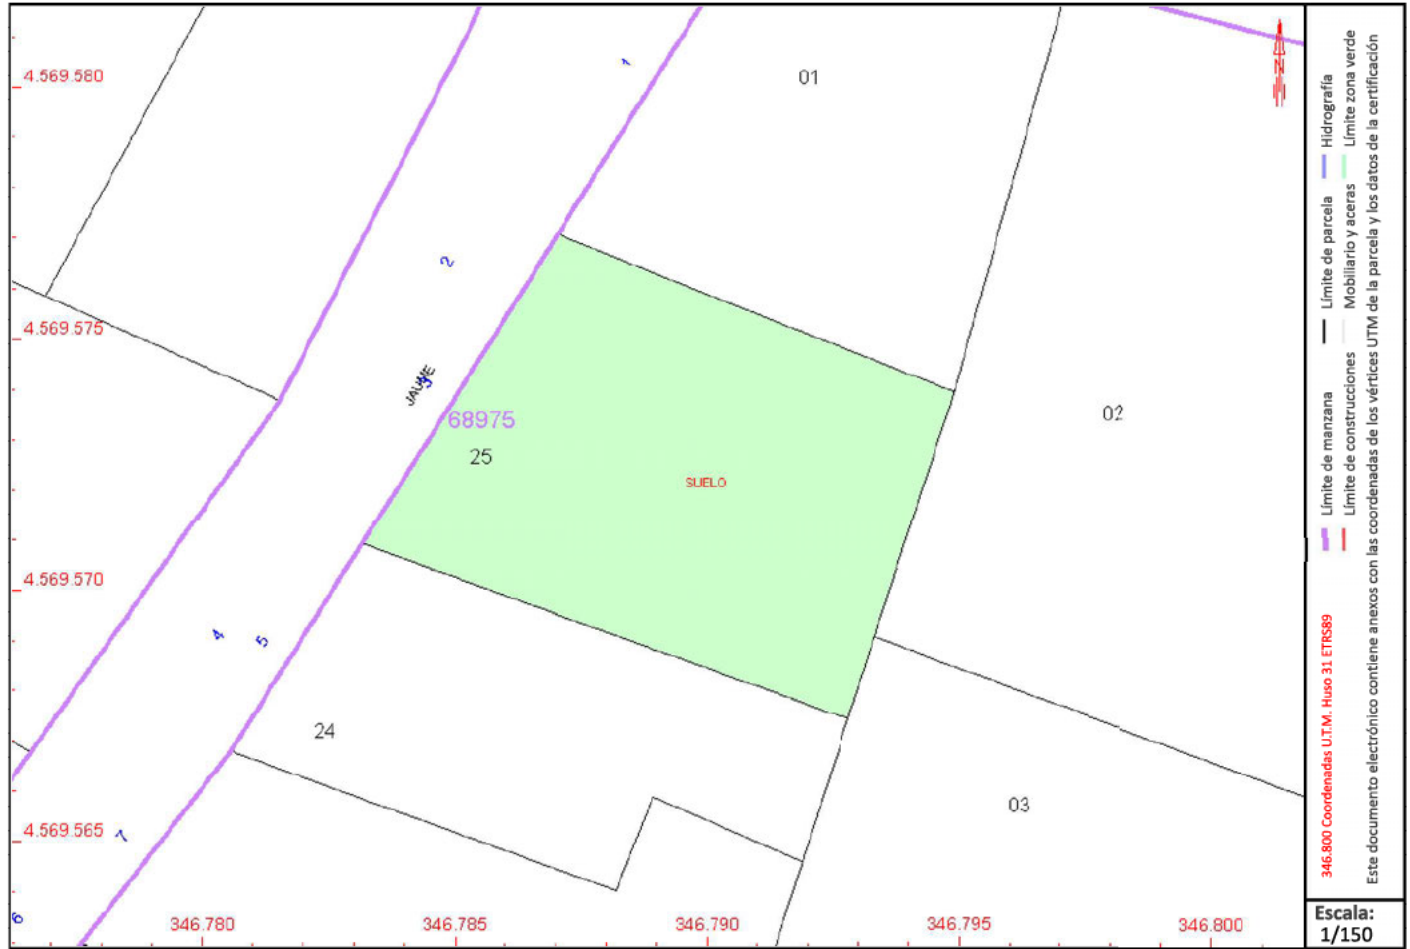 4.569.580
4.569.575
4.569.570
4.569.565
346.780
346.785
346.790
346.795
346.800
01
02
03
24
25
68975
SUELO
JAUME
1
2
3
4
5
7
6
N
Hidrografía
Límite zona verde
Límite de parcela
Mobiliario y aceras
Límite de manzana
Límite de construcciones
346.800 Coordenadas U.T.M. Huso 31 ETRS89
Este documento electrónico contiene anexos con las coordenadas de los vértices UTM de la parcela y los datos de la certificación
Escala:
1/150